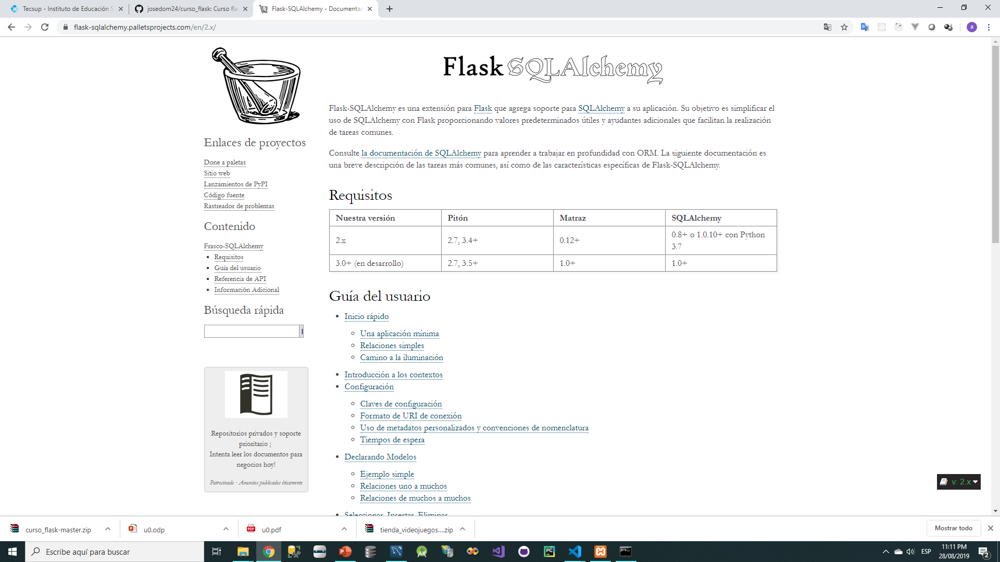 Tecsup - Instituto de Educación S
josedom24/curso_flask: Curso fla
Flask-SQLAlchemy - Documentac
flask-sqlalchemy.palletsprojects.com/en/2.x/
a
Flask SQLAlchemy
Flask-SQLAlchemy es una extensión para Flask que agrega soporte para SQLAlchemy a su aplicación. Su objetivo es simplificar el
uso de SQLAlchemy con Flask proporcionando valores predeterminados útiles y ayudantes adicionales que facilitan la realización
de tareas comunes.
Consulte la documentación de SQLAlchemy para aprender a trabajar en profundidad con ORM. La siguiente documentación es
una breve descripción de las tareas más comunes, así como de las características específicas de Flask-SQLAlchemy.
Enlaces de proyectos
Done a paletas
Sitio web
Lanzamientos de PyPI
Código fuente
Rastreador de problemas
Contenido
Frasco-SQLAlchemy
Requisitos
Guía del usuario
Referencia de API
Información Adicional
Búsqueda rápida
Repositorios privados y soporte
prioritario ¡
Intenta leer los documentos para
negocios hoy!
Patrocinado · Anuncios publicados éticamente
Requisitos
Nuestra versión Pitón Matraz SQLAlchemy
2.x 2.7, 3.4+ 0.12+ 0.8+ o 1.0.10+ con Python
3.7
3.0+ (en desarrollo) 2.7, 3.5+ 1.0+ 1.0+
Guía del usuario
Inicio rápido
Una aplicación mínima
Relaciones simples
Camino a la iluminación
Introducción a los contextos
Configuración
Claves de configuración
Formato de URI de conexión
Uso de metadatos personalizados y convenciones de nomenclatura
Tiempos de espera
Declarando Modelos
Ejemplo simple
Relaciones uno a muchos
Relaciones de muchos a muchos
Seleccionar, Insertar, Eliminar
v: 2.x
curso_flask-master.zip
u0.odp
u0.pdf
tienda_videojuegos....zip
Mostrar todo
Escribe aquí para buscar
ESP
11:11 PM
28/08/2019
2